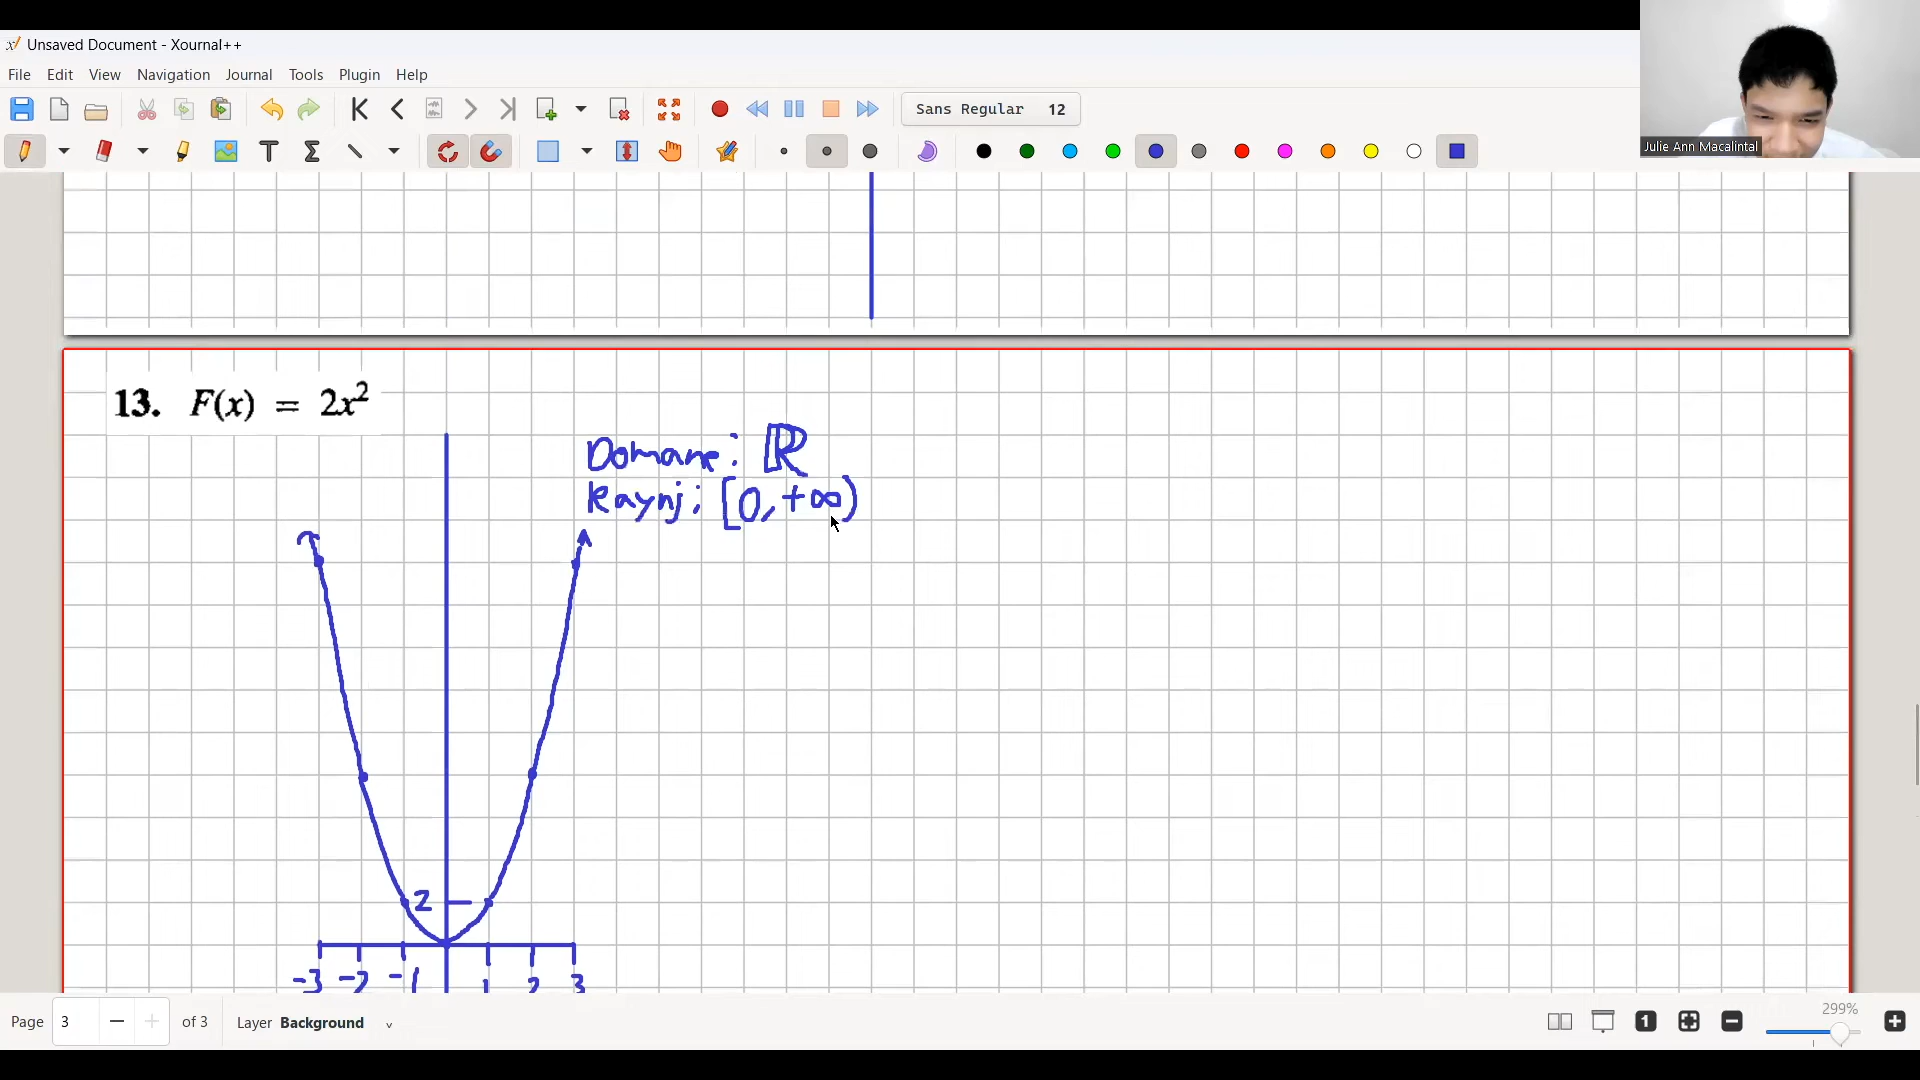 Unsaved Document - Xournal++
File Edit View Navigation Journal Tools Plugin Help
Sans Regular 12
Julie Ann Macalintal
13. F(x) = 2x²
Domane: ℝ
Raynj: [0, +∞)
2
-3 -2 -1 1 2 3
Page 3 of 3 Layer Background
299%